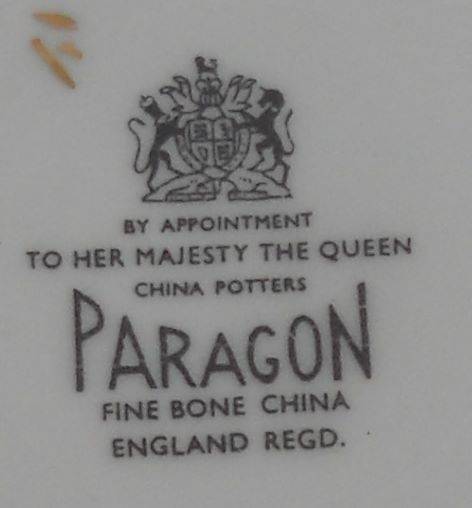 BY APPOINTMENT
TO HER MAJESTY THE QUEEN
CHINA POTTERS
PARAGON
FINE BONE CHINA
ENGLAND REGD.